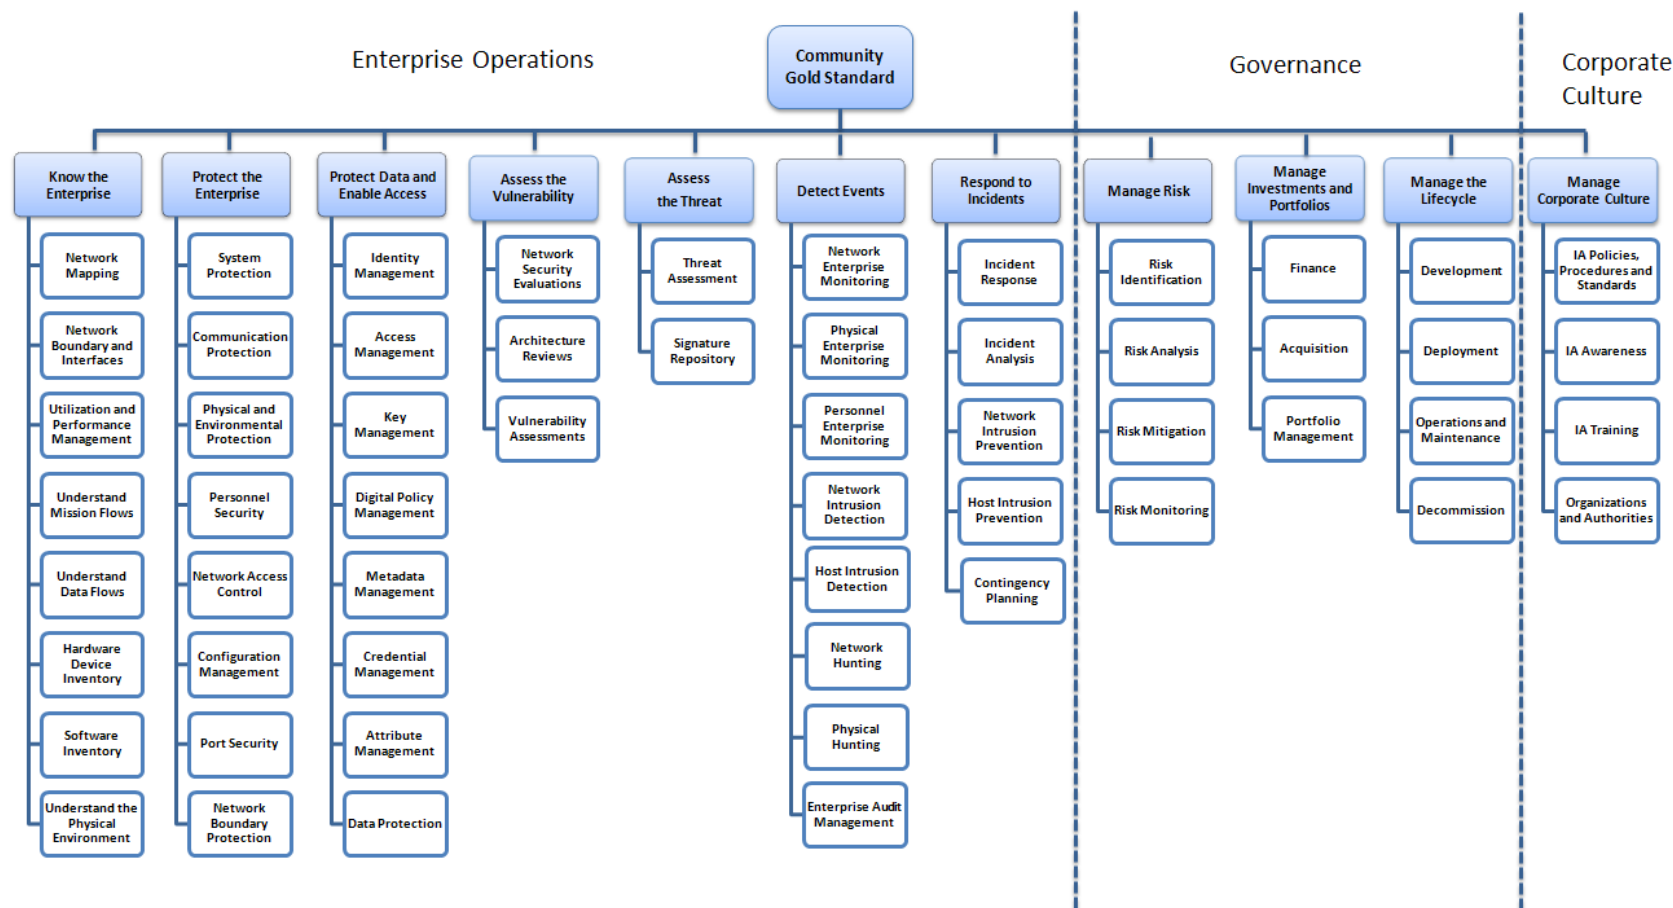 Enterprise Operations
Community
Gold Standard
Governance
Corporate
Culture
Know the
Enterprise
Network
Mapping
Network
Boundary and
Interfaces
Utilization and
Performance
Management
Understand
Mission Flows
Understand
Data Flows
Hardware
Device
Inventory
Software
Inventory
Understand the
Physical
Environment
Protect the
Enterprise
System
Protection
Communication
Protection
Physical and
Environmental
Protection
Personnel
Security
Network Access
Control
Configuration
Management
Port Security
Network
Boundary
Protection
Protect Data and
Enable Access
Identity
Management
Access
Management
Key
Management
Digital Policy
Management
Metadata
Management
Credential
Management
Attribute
Management
Data Protection
Assess the
Vulnerability
Network
Security
Evaluations
Architecture
Reviews
Vulnerability
Assessments
Assess
the Threat
Threat
Assessment
Signature
Repository
Detect Events
Network
Enterprise
Monitoring
Physical
Enterprise
Monitoring
Personnel
Enterprise
Monitoring
Network
Intrusion
Detection
Host Intrusion
Detection
Network
Hunting
Physical
Hunting
Enterprise Audit
Management
Respond to
Incidents
Incident
Response
Incident
Analysis
Network
Intrusion
Prevention
Host Intrusion
Prevention
Contingency
Planning
Manage Risk
Risk
Identification
Risk Analysis
Risk Mitigation
Risk Monitoring
Manage
Investments and
Portfolios
Finance
Acquisition
Portfolio
Management
Manage the
Lifecycle
Development
Deployment
Operations and
Maintenance
Decommission
Manage
Corporate Culture
IA Policies,
Procedures and
Standards
IA Awareness
IA Training
Organizations
and Authorities